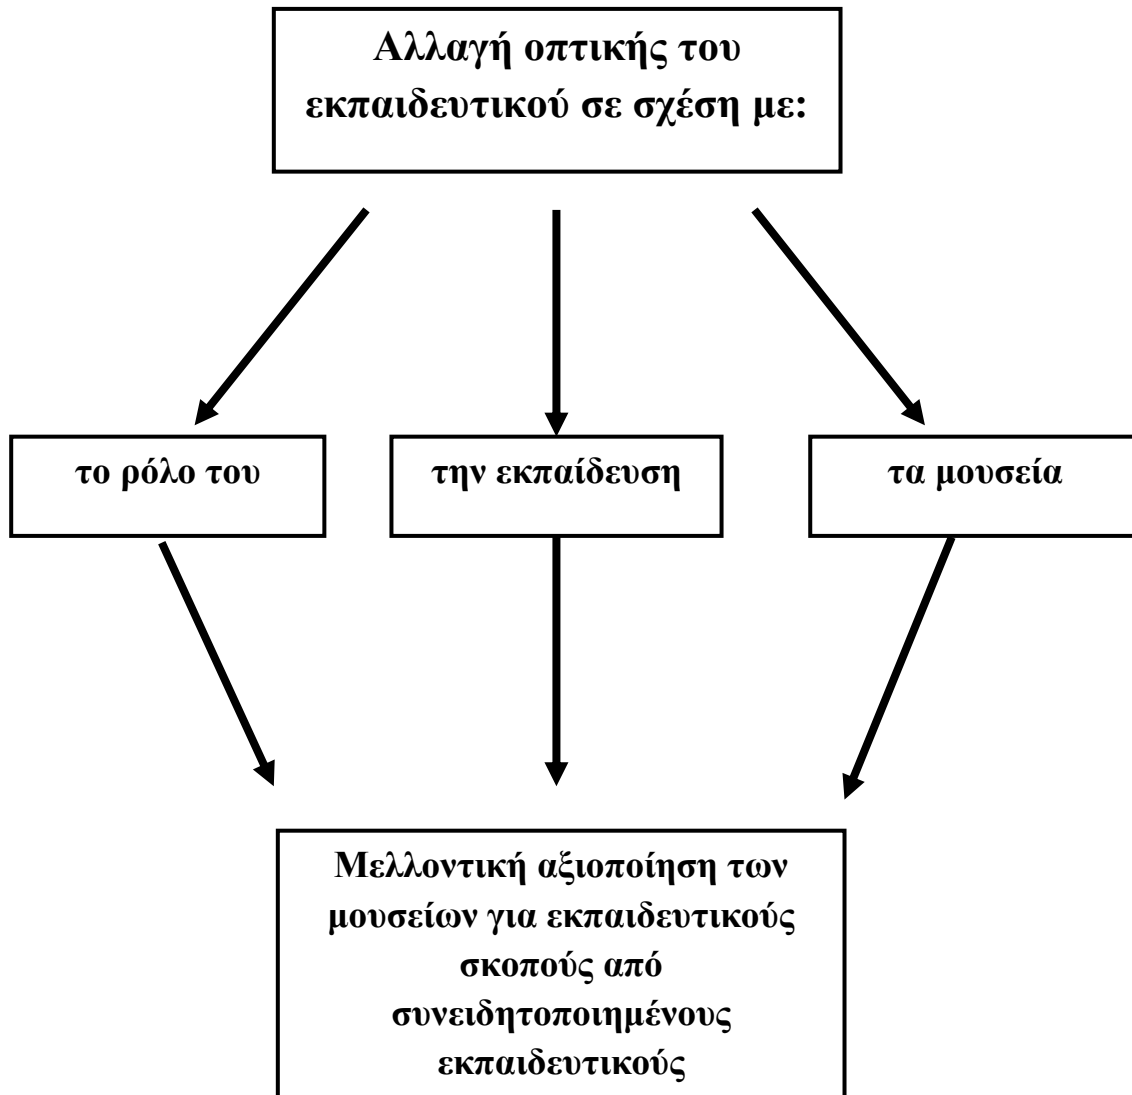 Αλλαγή οπτικής του
εκπαιδευτικού σε σχέση με:
το ρόλο του
την εκπαίδευση
τα μουσεία
Μελλοντική αξιοποίηση των
μουσείων για εκπαιδευτικούς
σκοπούς από
συνειδητοποιημένους
εκπαιδευτικούς